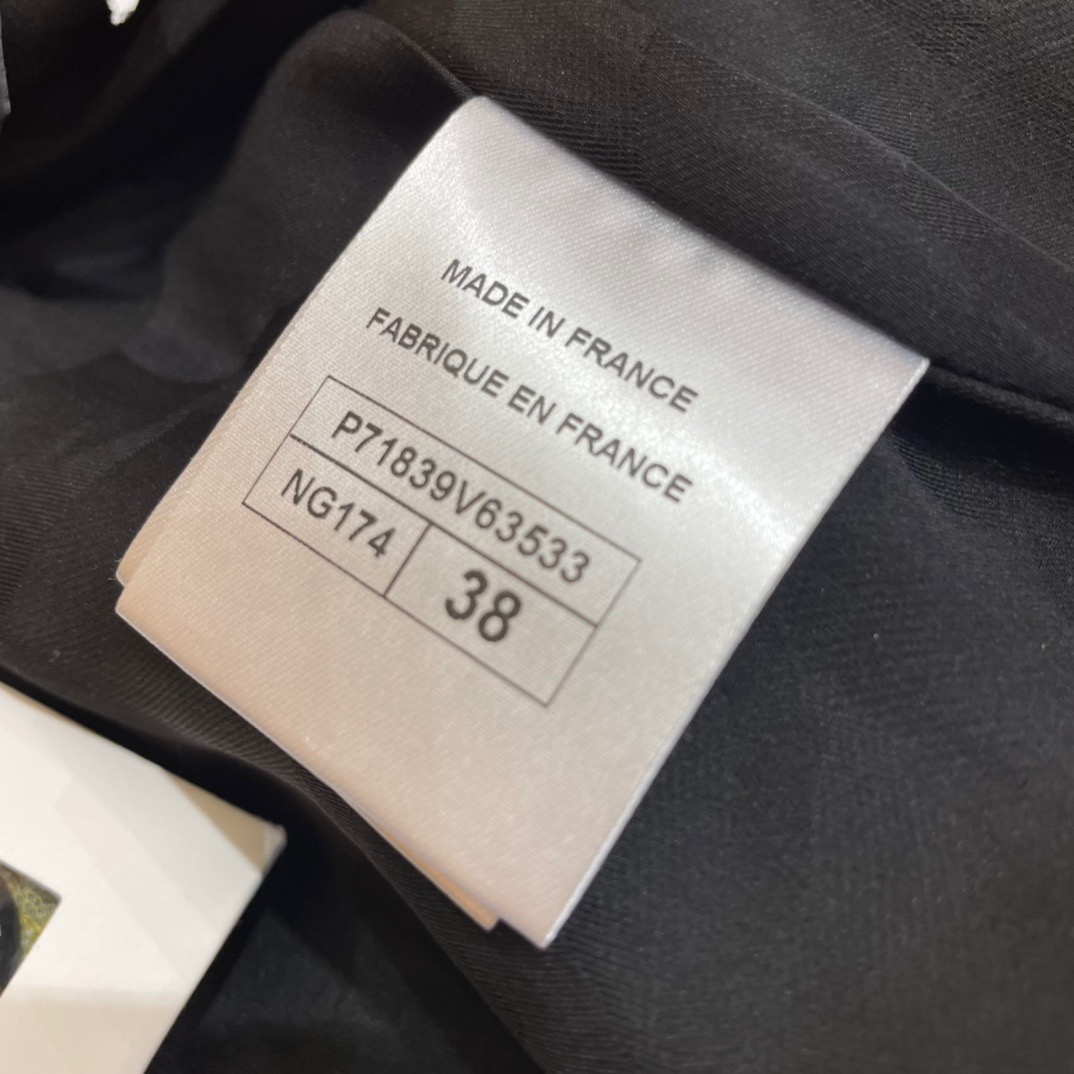 MADE IN FRANCE
FABRIQUE EN FRANCE
P71839V63533
NG174
38